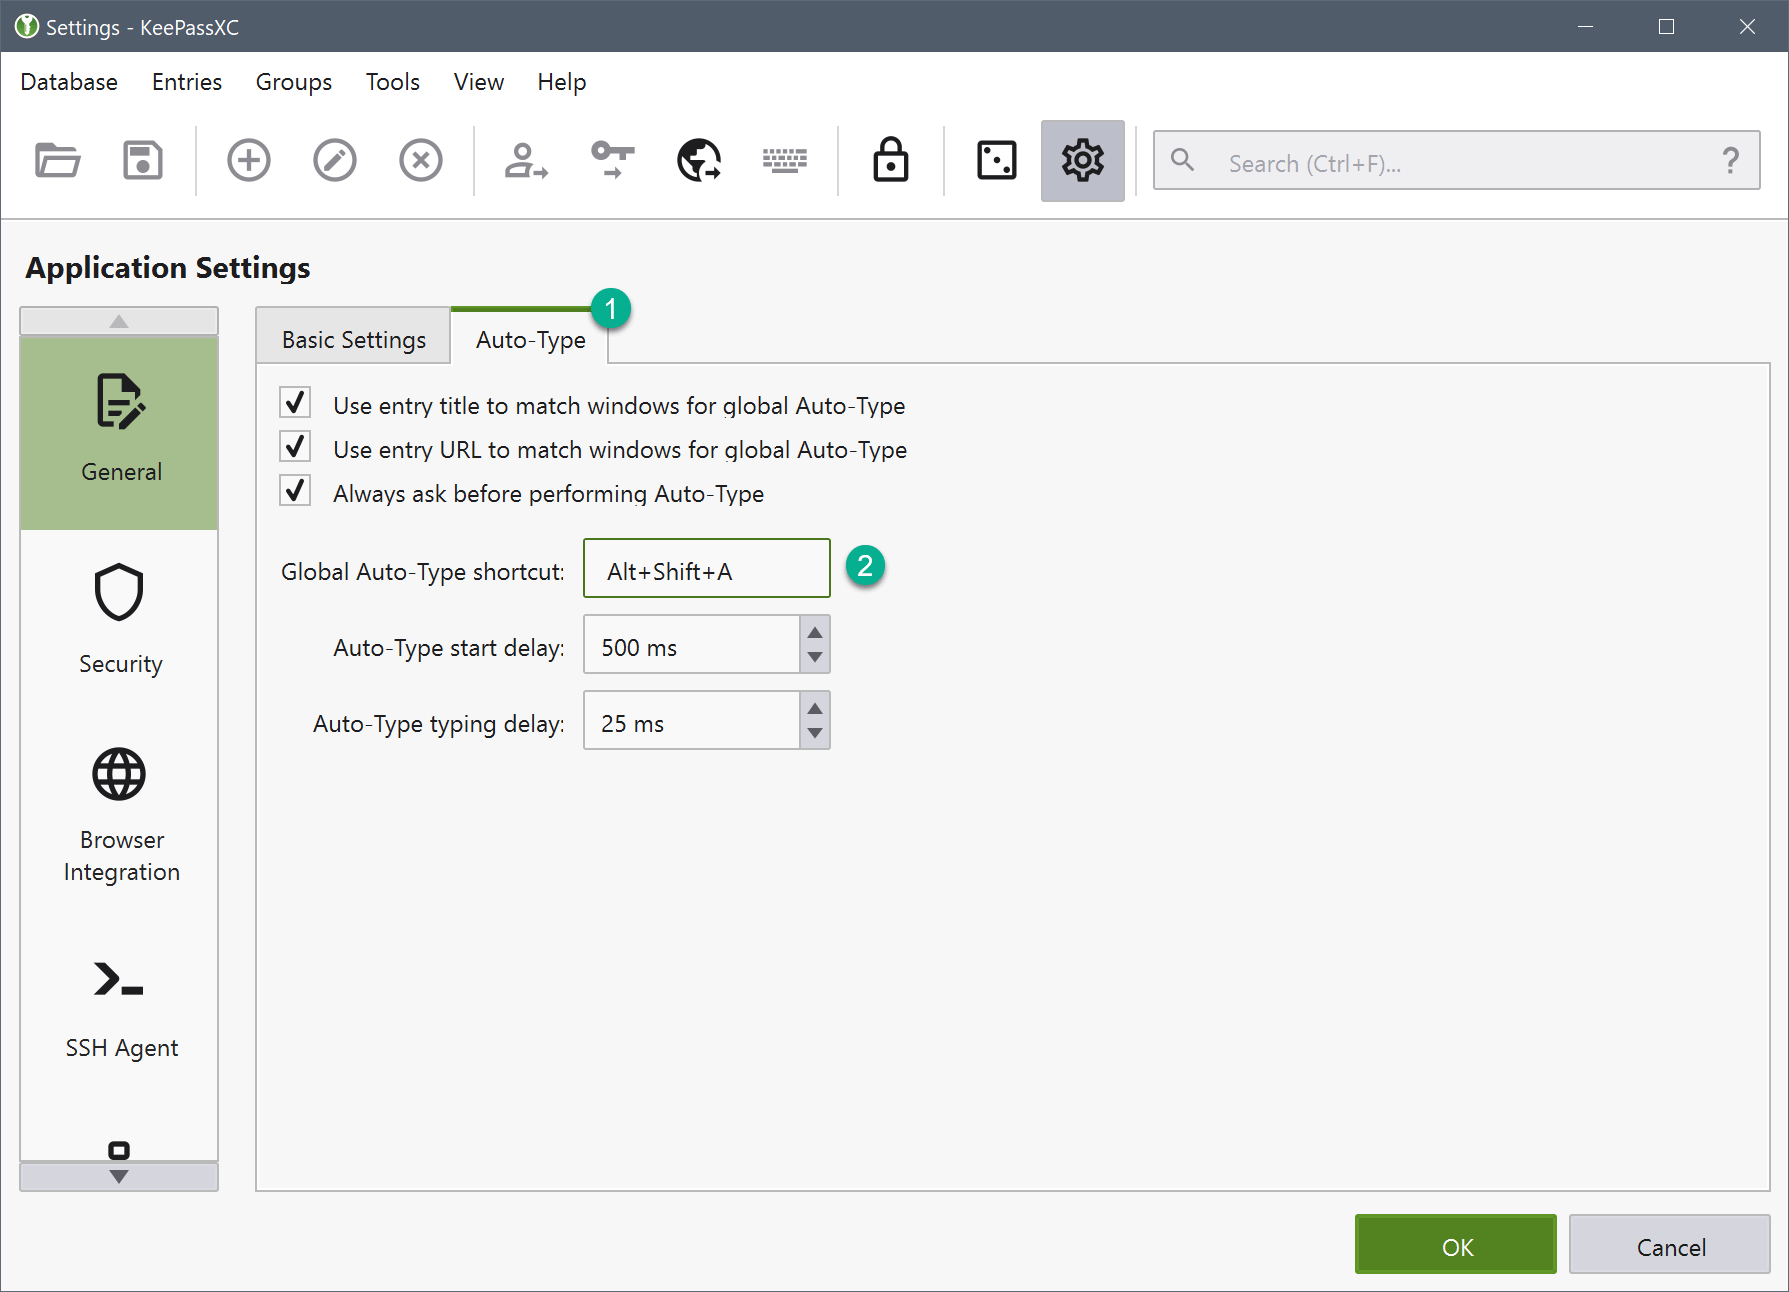 Settings - KeePassXC
Database Entries Groups Tools View Help
Search (Ctrl+F)... ?
Application Settings
1
Basic Settings Auto-Type
Use entry title to match windows for global Auto-Type
Use entry URL to match windows for global Auto-Type
Always ask before performing Auto-Type
Global Auto-Type shortcut: Alt+Shift+A 2
Auto-Type start delay: 500 ms
Auto-Type typing delay: 25 ms
General
Security
Browser
Integration
SSH Agent
OK Cancel